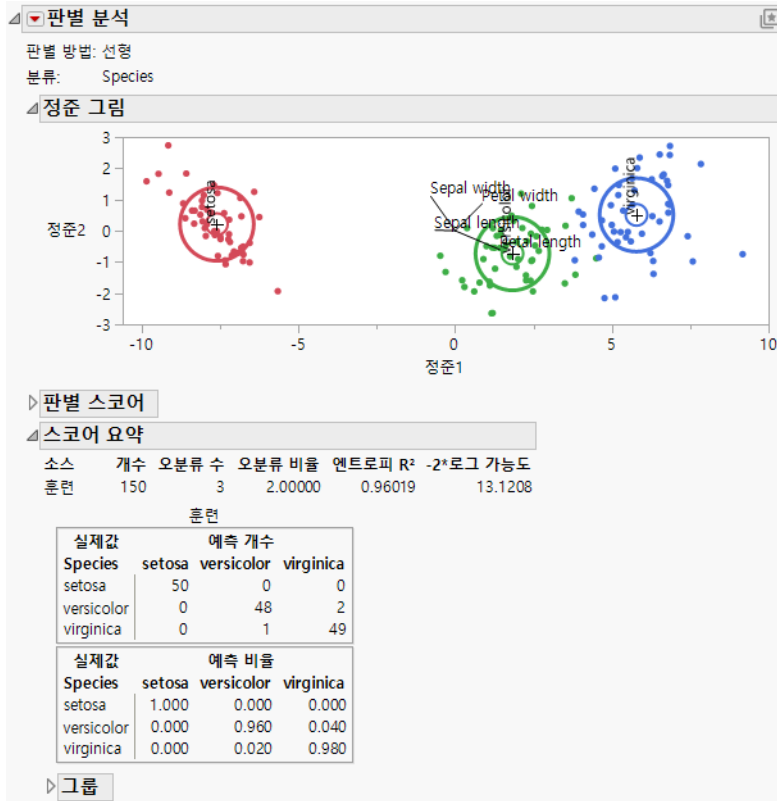 판별 분석
판별 방법: 선형
분류: Species
정준 그림
3
2
1
0
-1
-2
-3
정준2
setosa
Sepal width
Petal width
Sepal length
Petal length
virginica
-10 -5 0 5 10
정준1
판별 스코어
스코어 요약
소스 개수 오분류 수 오분류 비율 엔트로피 R² -2*로그 가능도
훈련 150 3 2.00000 0.96019 13.1208
훈련
실제값 예측 개수
Species setosa versicolor virginica
setosa 50 0 0
versicolor 0 48 2
virginica 0 1 49
실제값 예측 비율
Species setosa versicolor virginica
setosa 1.000 0.000 0.000
versicolor 0.000 0.960 0.040
virginica 0.000 0.020 0.980
그룹